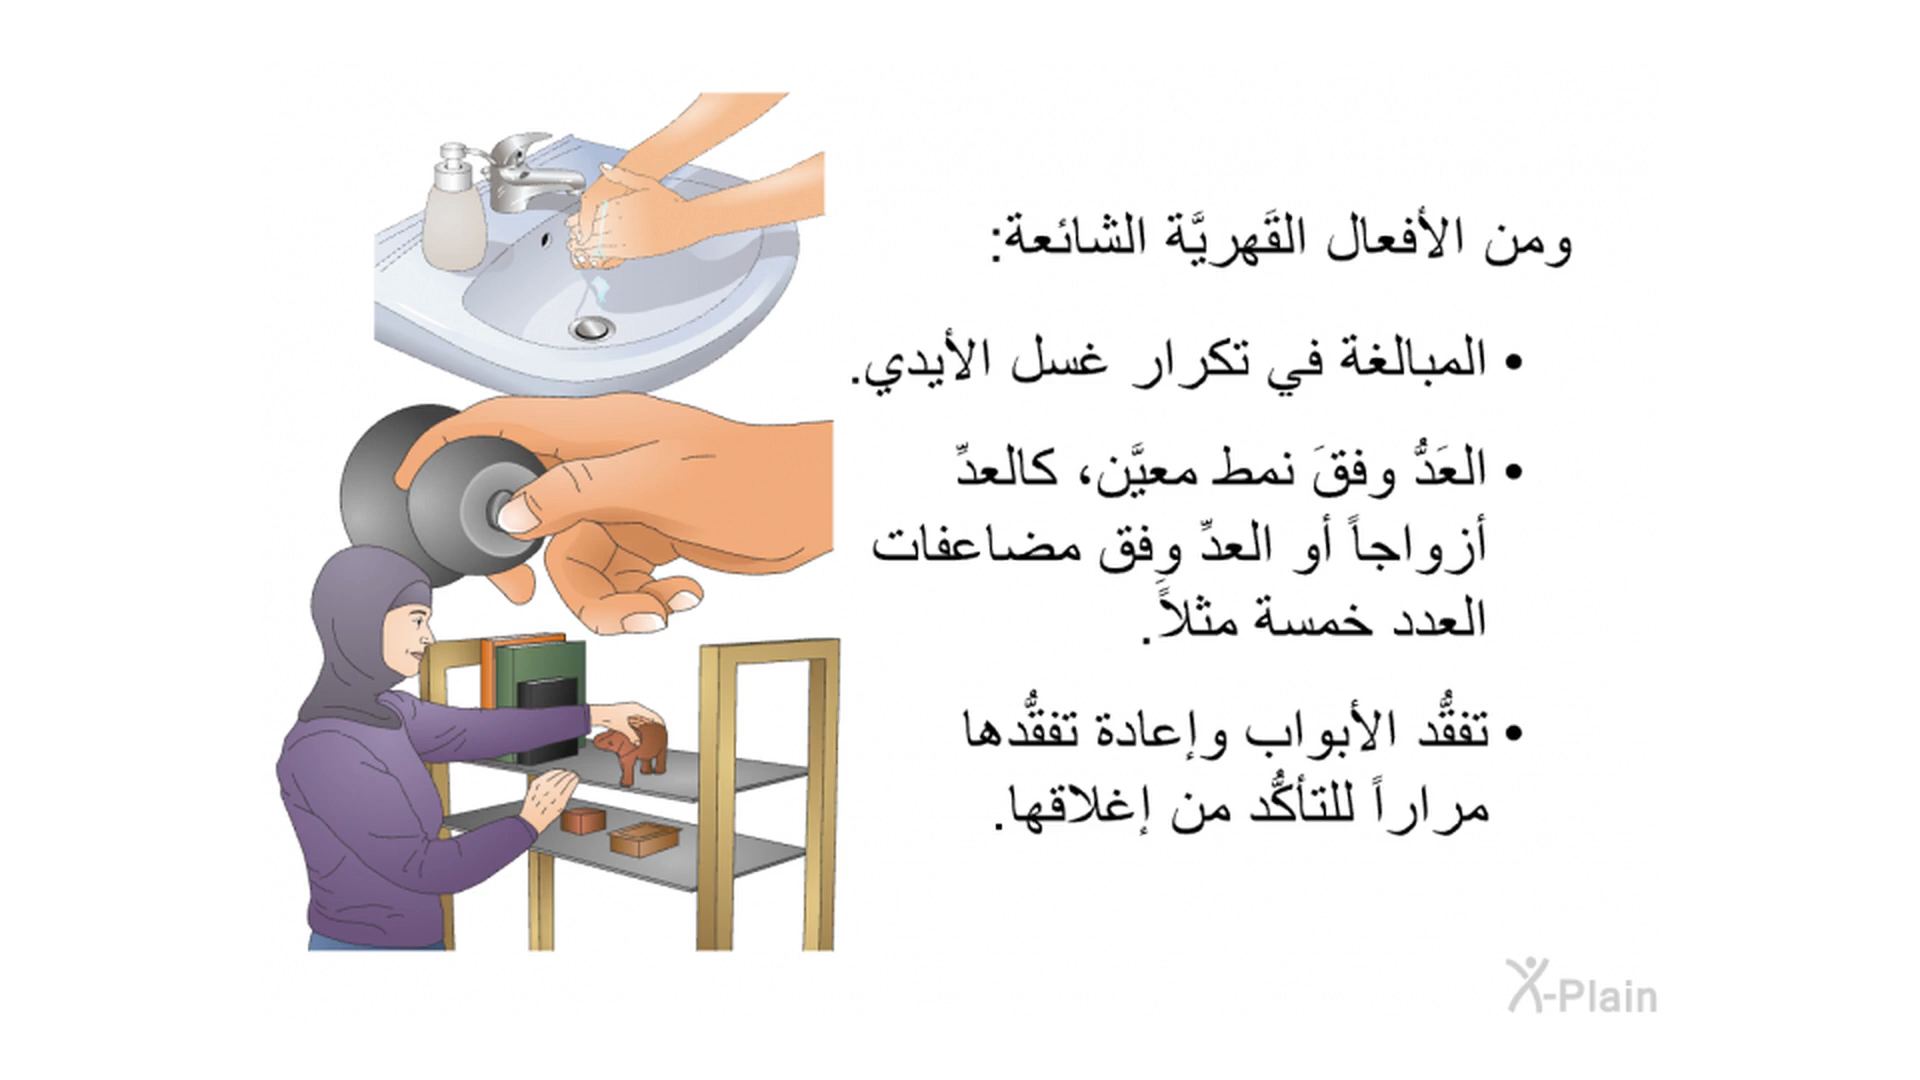 ومن الأفعال القَهريَّة الشائعة:
• المبالغة في تكرار غسل الأيدي.
• العَدُّ وفقَ نمط معيَّن، كالعدِّ
أزواجاً أو العدِّ وفق مضاعفات
العدد خمسة مثلاً.
• تفقُّد الأبواب وإعادة تفقُّدها
مراراً للتأكُّد من إغلاقها.
X-Plain